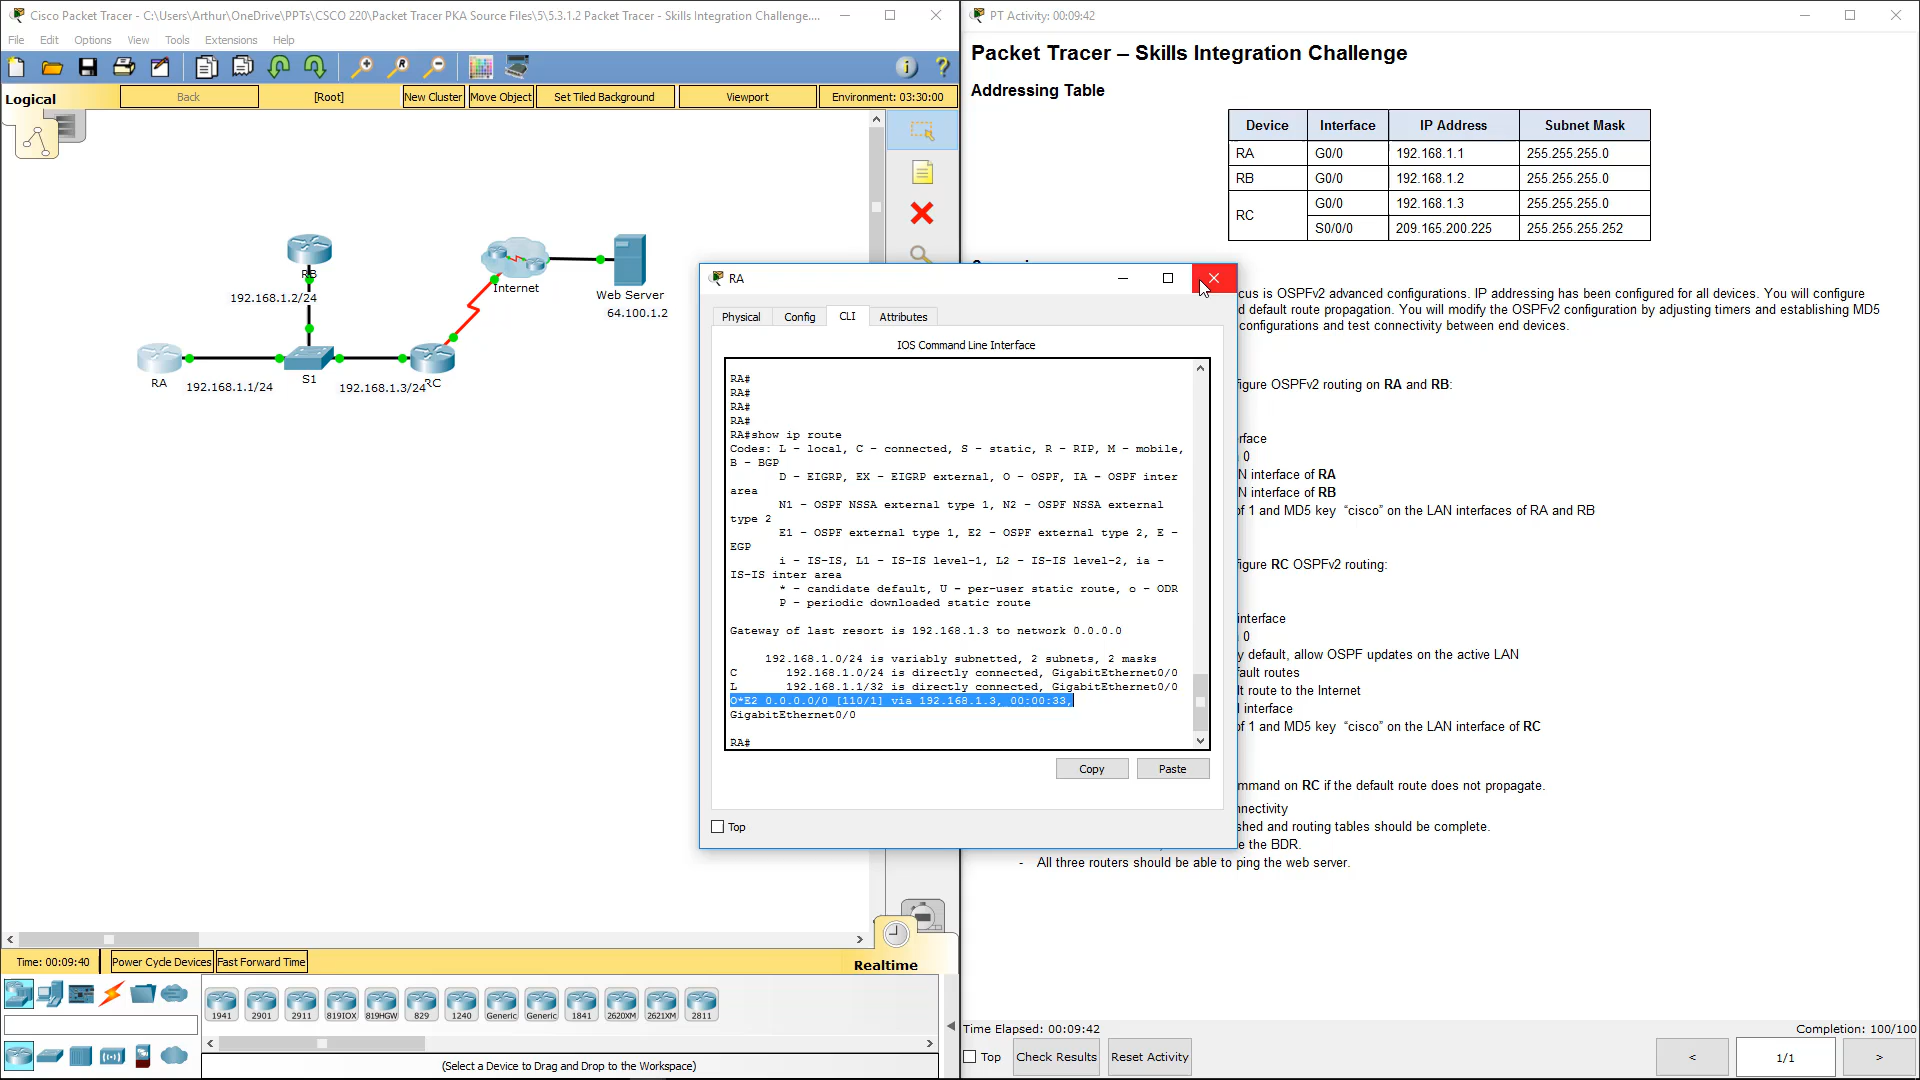 Cisco Packet Tracer - C:\Users\Arthur\OneDrive\PPTs\CSCO 220\Packet Tracer PKA Source Files\5\5.3.1.2 Packet Tracer - Skills Integration Challenge....
File Edit Options View Tools Extensions Help
Logical
Back
[Root]
New Cluster
Move Object
Set Tiled Background
Viewport
Environment: 03:30:00
RB
192.168.1.2/24
Internet
Web Server
64.100.1.2
RA
192.168.1.1/24
S1
192.168.1.3/24
RC
RA
Physical Config CLI Attributes
IOS Command Line Interface
RA#
RA#
RA#
RA#
RA#show ip route
Codes: L - local, C - connected, S - static, R - RIP, M - mobile,
B - BGP
D - EIGRP, EX - EIGRP external, O - OSPF, IA - OSPF inter
area
N1 - OSPF NSSA external type 1, N2 - OSPF NSSA external
type 2
E1 - OSPF external type 1, E2 - OSPF external type 2, E -
EGP
i - IS-IS, L1 - IS-IS level-1, L2 - IS-IS level-2, ia -
IS-IS inter area
* - candidate default, U - per-user static route, o - ODR
P - periodic downloaded static route
Gateway of last resort is 192.168.1.3 to network 0.0.0.0
192.168.1.0/24 is variably subnetted, 2 subnets, 2 masks
C 192.168.1.0/24 is directly connected, GigabitEthernet0/0
L 192.168.1.1/32 is directly connected, GigabitEthernet0/0
O*E2 0.0.0.0/0 [110/1] via 192.168.1.3, 00:00:33,
GigabitEthernet0/0
RA#
Copy Paste
Top
Time: 00:09:40
Power Cycle Devices
Fast Forward Time
Realtime
1941 2901 2911 819IOX 819HGW 829 1240 Generic Generic 1841 2620XM 2621XM 2811
(Select a Device to Drag and Drop to the Workspace)
PT Activity: 00:09:42
Packet Tracer – Skills Integration Challenge
Addressing Table
Device Interface IP Address Subnet Mask
RA G0/0 192.168.1.1 255.255.255.0
RB G0/0 192.168.1.2 255.255.255.0
RC G0/0 192.168.1.3 255.255.255.0
S0/0/0 209.165.200.225 255.255.255.252
cus is OSPFv2 advanced configurations. IP addressing has been configured for all devices. You will configure
d default route propagation. You will modify the OSPFv2 configuration by adjusting timers and establishing MD5
configurations and test connectivity between end devices.
igure OSPFv2 routing on RA and RB:
rface
0
N interface of RA
N interface of RB
of 1 and MD5 key “cisco” on the LAN interfaces of RA and RB
igure RC OSPFv2 routing:
interface
0
y default, allow OSPF updates on the active LAN
fault routes
lt route to the Internet
l interface
of 1 and MD5 key “cisco” on the LAN interface of RC
mmand on RC if the default route does not propagate.
nnectivity
shed and routing tables should be complete.
e the BDR.
- All three routers should be able to ping the web server.
Time Elapsed: 00:09:42
Completion: 100/100
Top
Check Results
Reset Activity
<
1/1
>